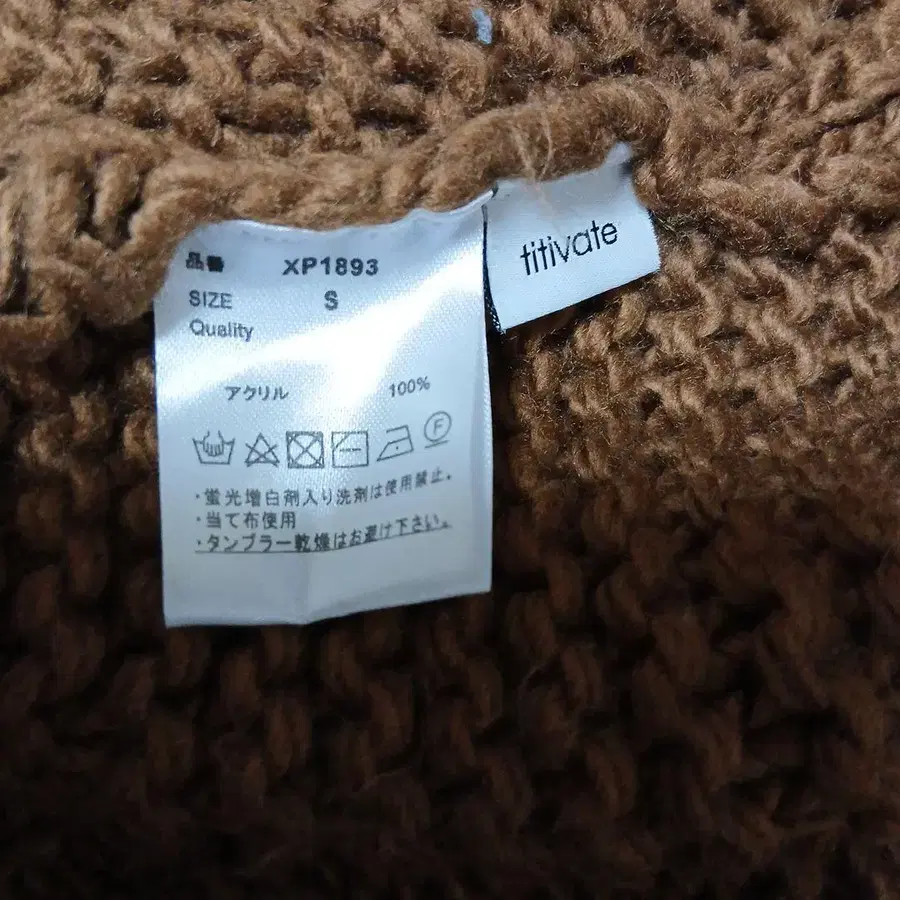 品番 XP1893
SIZE S
Quality
アクリル 100%
F
・蛍光増白剤入り洗剤は使用禁止。
・当て布使用
・タンブラー乾燥はお避け下さい。
titivate